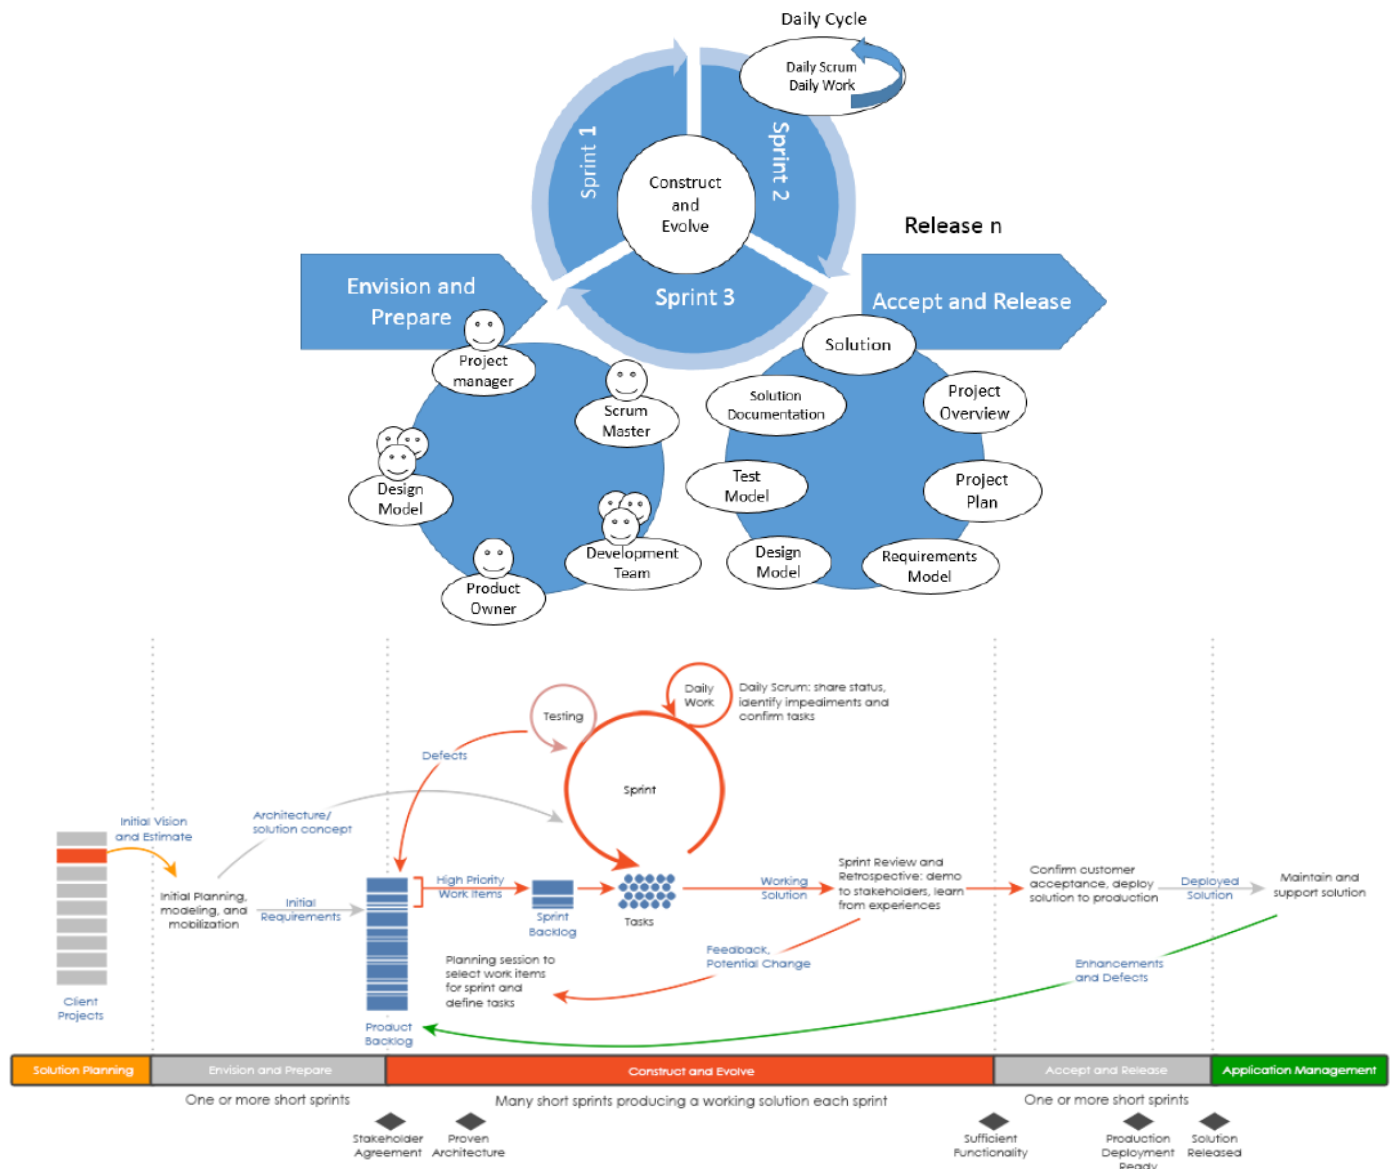 Daily Cycle
Daily Scrum
Daily Work
Sprint 1
Sprint 2
Construct
and
Evolve
Sprint 3
Release n
Envision and
Prepare
Accept and Release
Project
manager
Scrum
Master
Design
Model
Development
Team
Product
Owner
Solution
Solution
Documentation
Project
Overview
Test
Model
Project
Plan
Design
Model
Requirements
Model
Daily
Work
Daily Scrum: share status,
identify impediments and
confirm tasks
Testing
Defects
Sprint
Initial Vision
and Estimate
Architecture/
solution concept
Initial Planning,
modeling, and
mobilization
Initial
Requirements
High Priority
Work Items
Sprint
Backlog
Tasks
Working
Solution
Sprint Review and
Retrospective: demo
to stakeholders, learn
from experiences
Confirm customer
acceptance, deploy
solution to production
Deployed
Solution
Maintain and
support solution
Client
Projects
Planning session to
select work items
for sprint and
define tasks
Feedback,
Potential Change
Enhancements
and Defects
Product
Backlog
Solution Planning
Envision and Prepare
Construct and Evolve
Accept and Release
Application Management
One or more short sprints
Many short sprints producing a working solution each sprint
One or more short sprints
Stakeholder
Agreement
Proven
Architecture
Sufficient
Functionality
Production
Deployment
Ready
Solution
Released